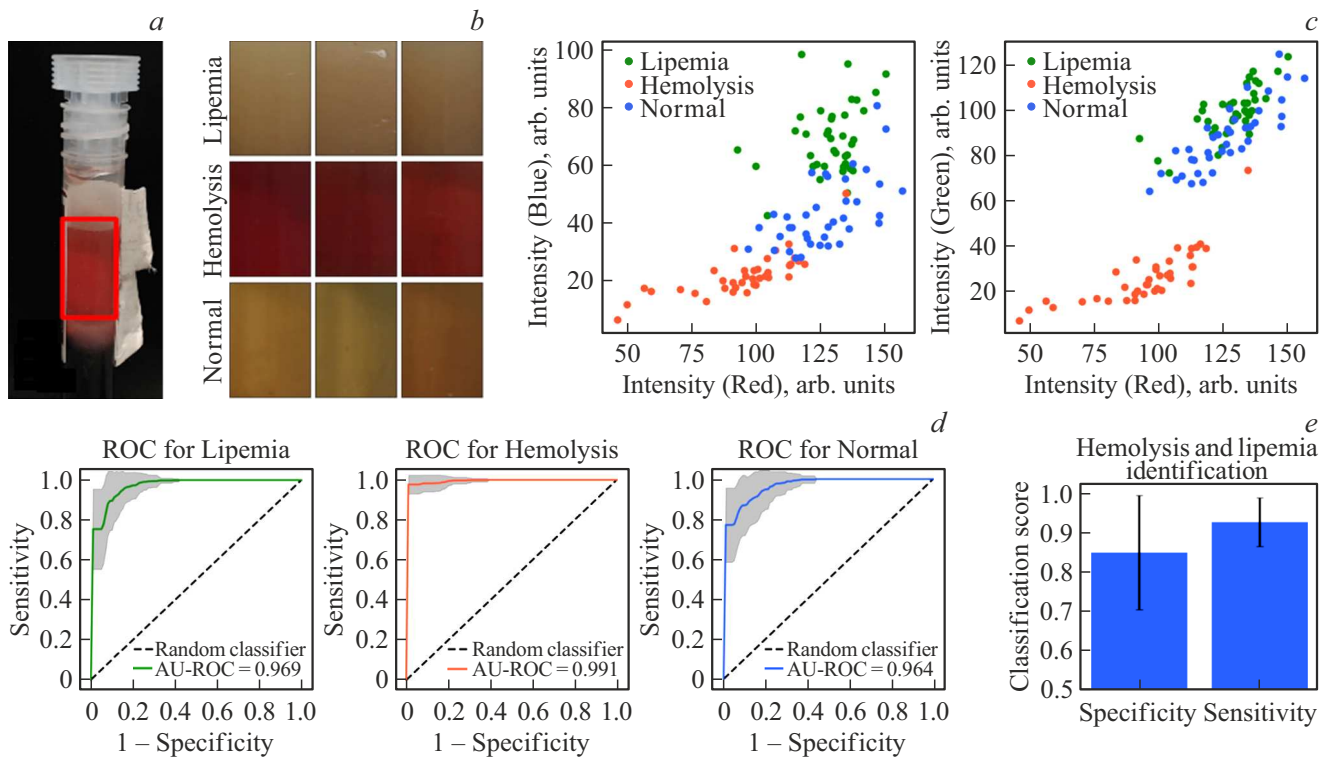 a
b
c
Lipemia
Hemolysis
Normal
Intensity (Blue), arb. units
100
80
60
40
20
Lipemia
Hemolysis
Normal
50
75
100
125
150
Intensity (Red), arb. units
Intensity (Green), arb. units
120
100
80
60
40
20
Lipemia
Hemolysis
Normal
50
75
100
125
150
Intensity (Red), arb. units
d
ROC for Lipemia
Sensitivity
1.0
0.8
0.6
0.4
0.2
0
Random classifier
AU-ROC = 0.969
0 0.2 0.4 0.6 0.8 1.0
1 – Specificity
ROC for Hemolysis
Sensitivity
1.0
0.8
0.6
0.4
0.2
0
Random classifier
AU-ROC = 0.991
0 0.2 0.4 0.6 0.8 1.0
1 – Specificity
ROC for Normal
Sensitivity
1.0
0.8
0.6
0.4
0.2
0
Random classifier
AU-ROC = 0.964
0 0.2 0.4 0.6 0.8 1.0
1 – Specificity
e
Hemolysis and lipemia
identification
Classification score
1.0
0.9
0.8
0.7
0.6
0.5
Specificity Sensitivity